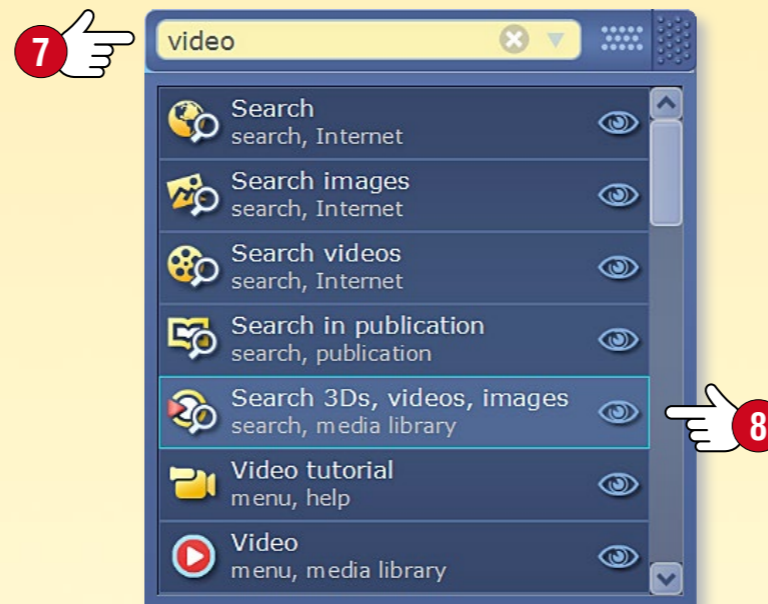 7
video
Search
search, Internet
Search images
search, Internet
Search videos
search, Internet
Search in publication
search, publication
Search 3Ds, videos, images
search, media library
8
Video tutorial
menu, help
Video
menu, media library